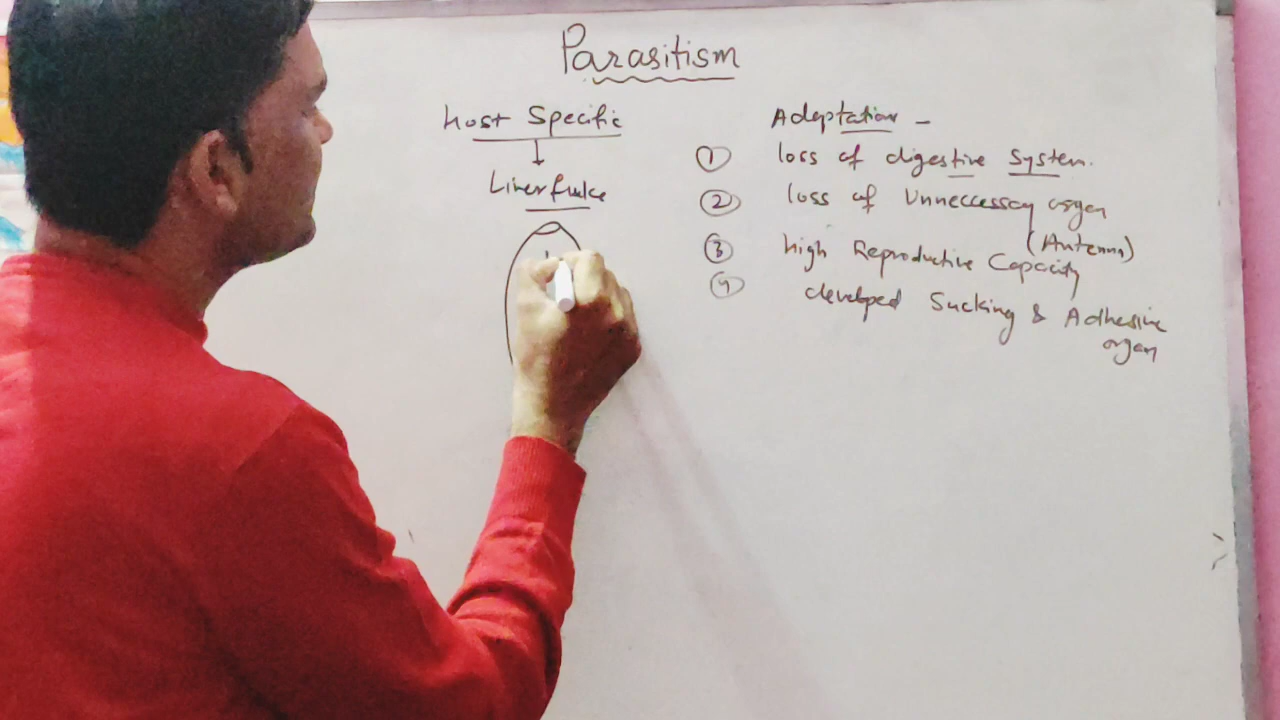 Parasitism
host Specific
Liverfluke
Adaptation -
① loss of digestive System.
② loss of Unneccessay organ
(Antenna)
③ high Reproductive Capacity
④ developed Sucking & Adhesive
organ